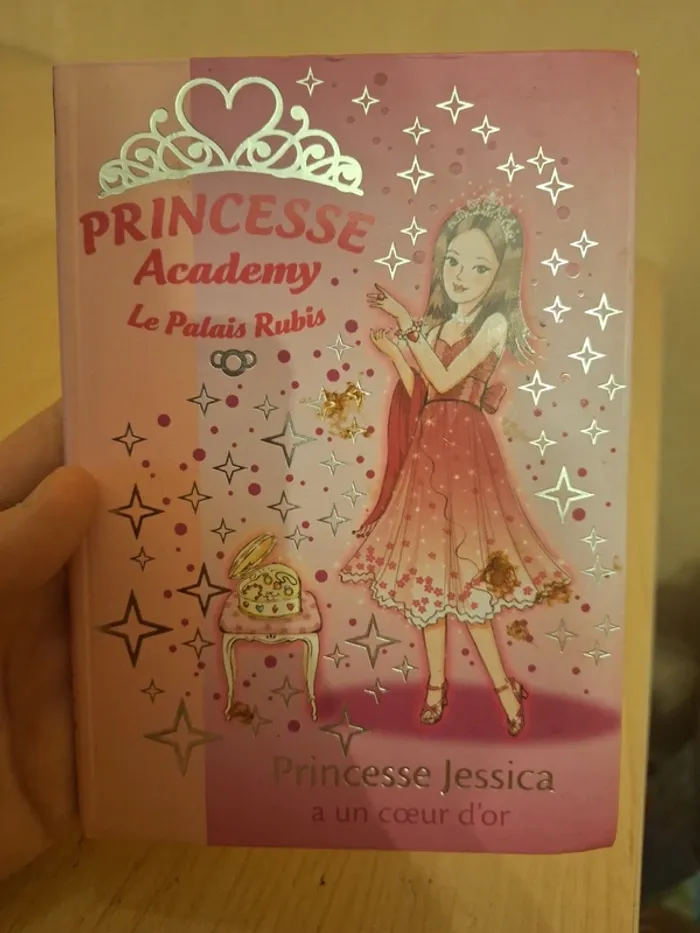 PRINCESSE
Academy
Le Palais Rubis
Princesse Jessica
a un cœur d'or